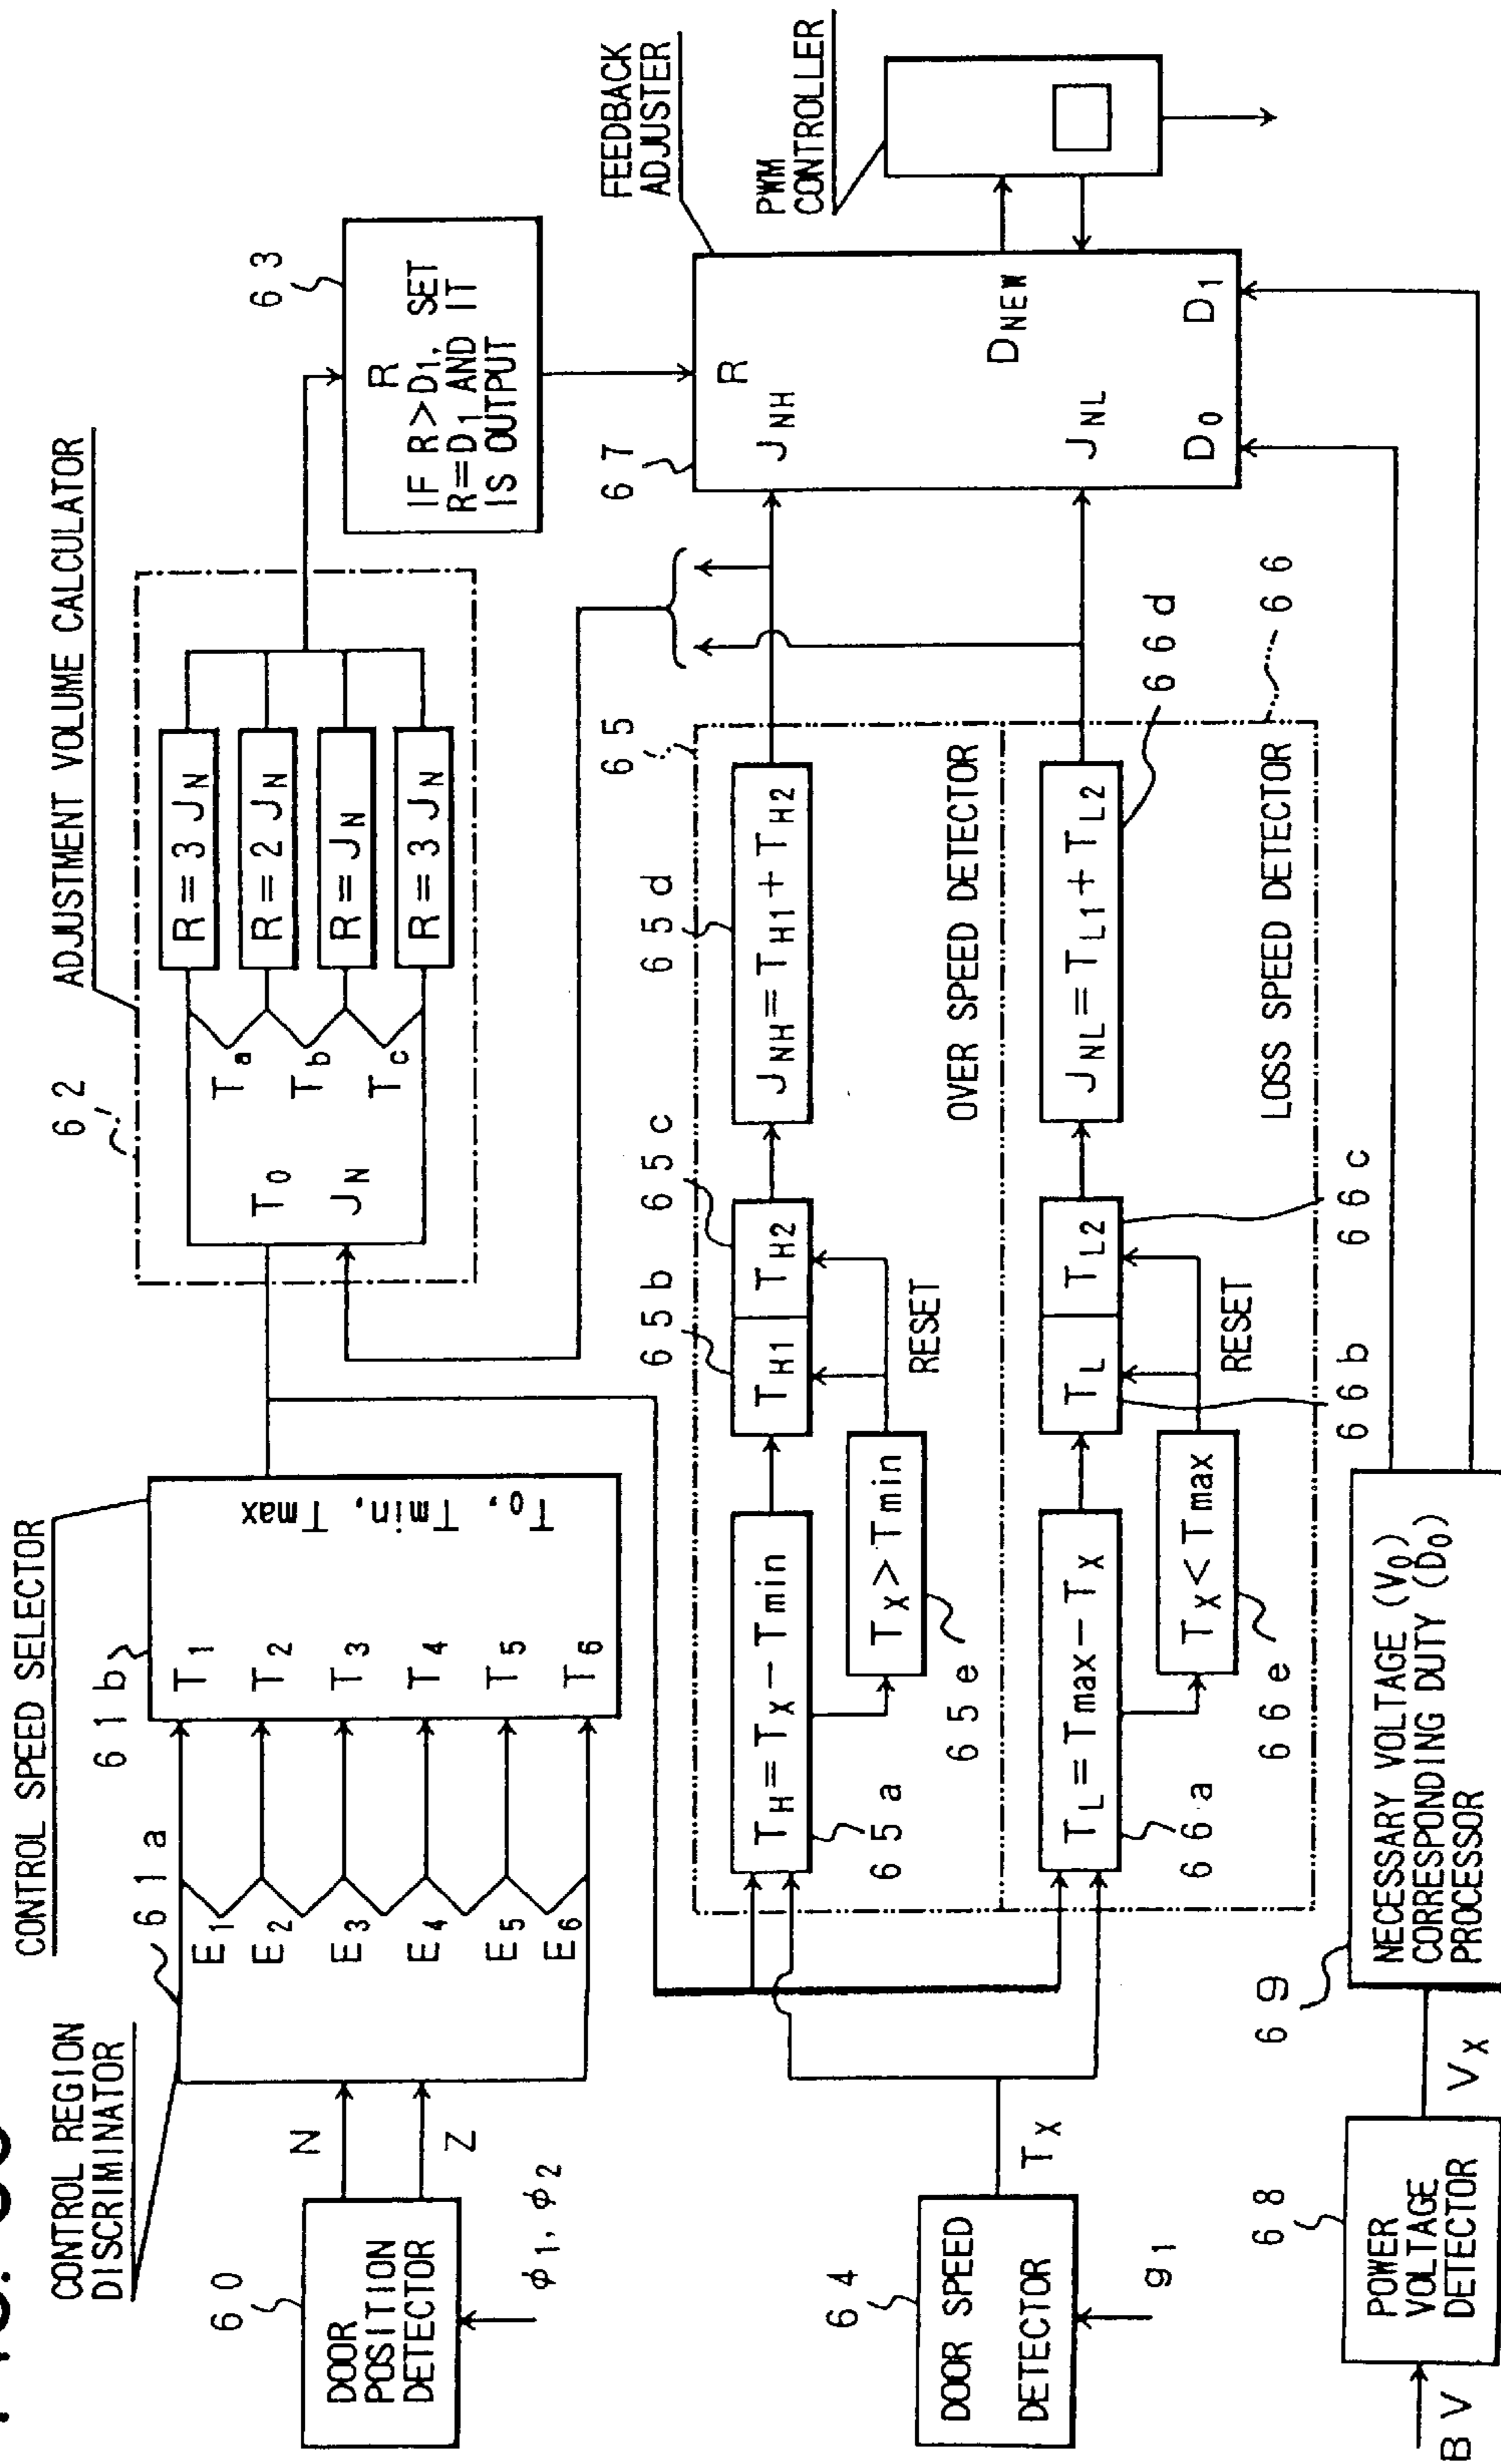 CONTROL REGION
DISCRIMINATOR
CONTROL SPEED SELECTOR
ADJUSTMENT VOLUME CALCULATOR
60
DOOR
POSITION
DETECTOR
φ1, φ2
N
Z
61a
E1
E2
E3
E4
E5
E6
61b
T1
T2
T3
T4
T5
T6
T0, Tmin, Tmax
62
T0
JN
Ta
Tb
Tc
R=3JN
R=2JN
R=JN
R=3JN
63
R
IF R>D1, SET
R=D1 AND IT
IS OUTPUT
64
DOOR SPEED
DETECTOR
g1
TX
65
65a
TH=TX-Tmin
65e
TX>Tmin
RESET
65b
TH1
65c
TH2
65d
JNH=TH1+TH2
OVER SPEED DETECTOR
66
66a
TL=Tmax-TX
66e
TX<Tmax
RESET
66b
TL
66c
TL2
66d
JNL=TL1+TL2
LOSS SPEED DETECTOR
67
FEEDBACK
ADJUSTER
R
JNH
JNL
DNEW
D0
D1
PWM
CONTROLLER
68
POWER
VOLTAGE
DETECTOR
BV
VX
69
NECESSARY VOLTAGE (V0)
CORRESPONDING DUTY (D0)
PROCESSOR